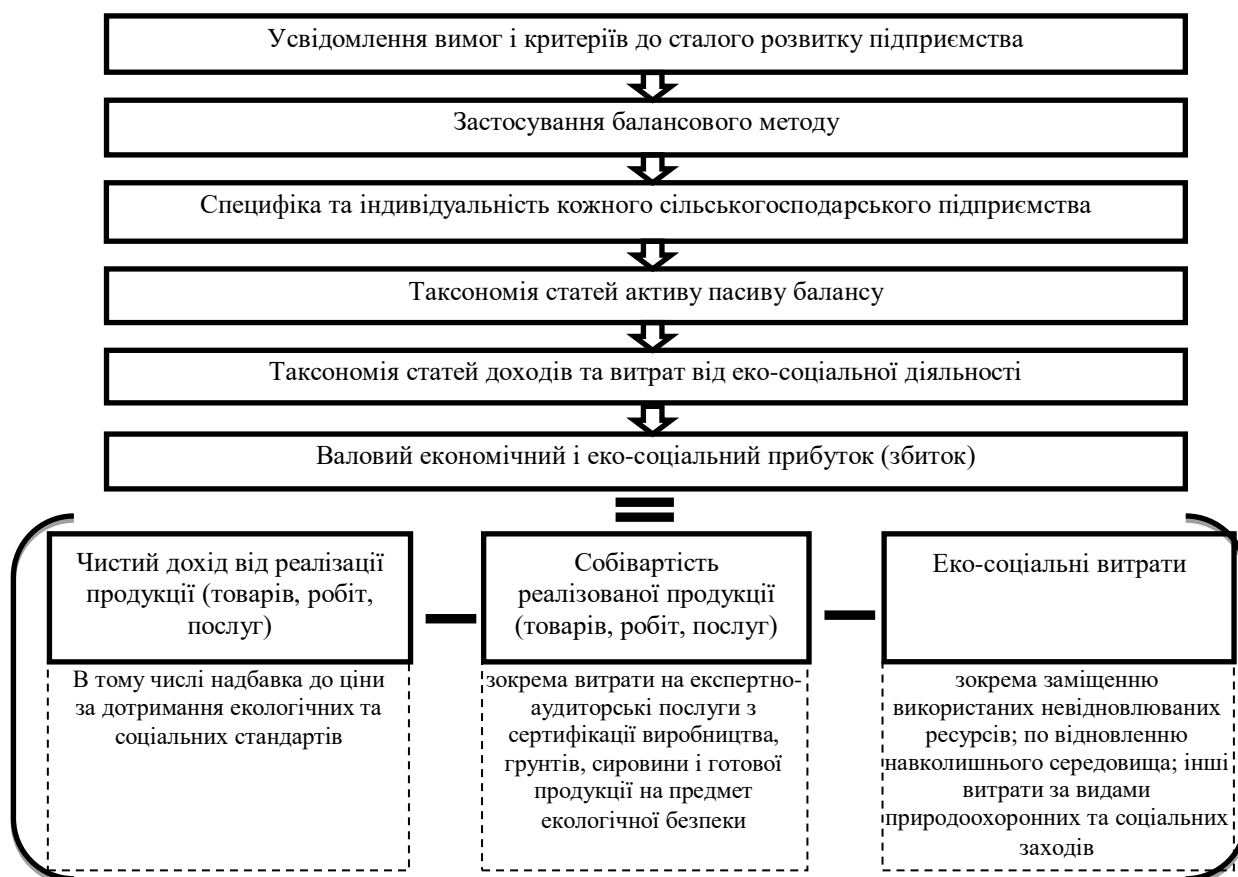 Усвідомлення вимог і критеріїв до сталого розвитку підприємства
Застосування балансового методу
Специфіка та індивідуальність кожного сільськогосподарського підприємства
Таксономія статей активу пасиву балансу
Таксономія статей доходів та витрат від еко-соціальної діяльності
Валовий економічний і еко-соціальний прибуток (збиток)
Чистий дохід від реалізації
продукції (товарів, робіт,
послуг)
В тому числі надбавка до ціни
за дотримання екологічних та
соціальних стандартів
Собівартість
реалізованої продукції
(товарів, робіт, послуг)
зокрема витрати на експертно-
аудиторські послуги з
сертифікації виробництва,
грунтів, сировини і готової
продукції на предмет
екологічної безпеки
Еко-соціальні витрати
зокрема заміщенню
використаних невідновлюваних
ресурсів; по відновленню
навколишнього середовища; інші
витрати за видами
природоохоронних та соціальних
заходів